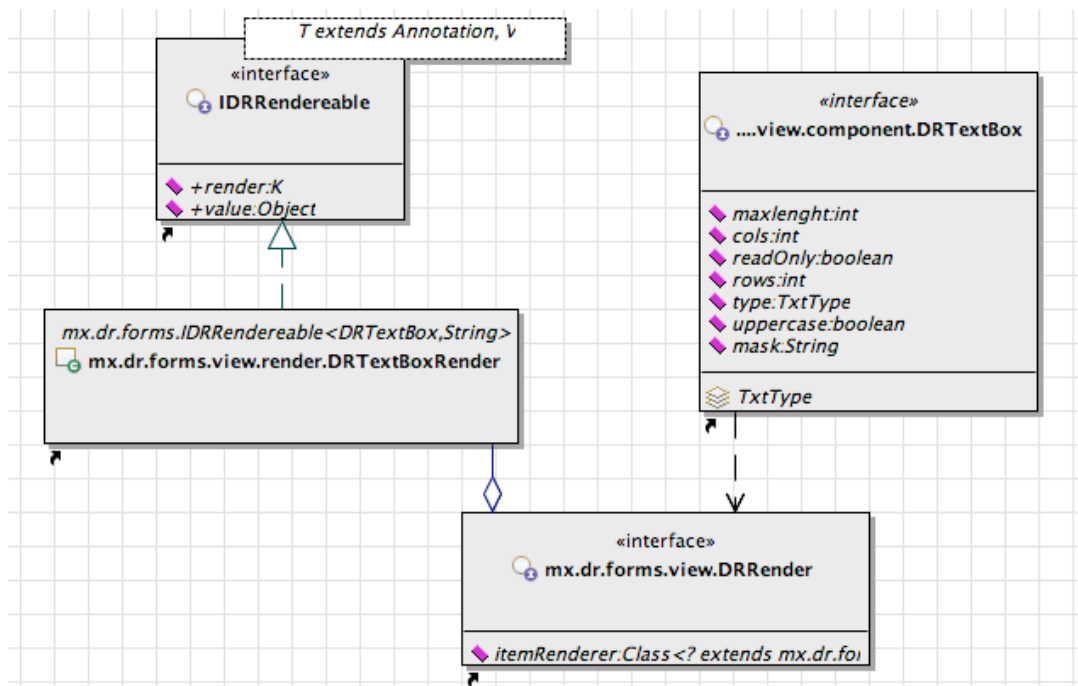 T extends Annotation, V
«interface»
IDRRendereable
+render:K
+value:Object
mx.dr.forms.IDRRendereable<DRTextBox,String>
mx.dr.forms.view.render.DRTextBoxRender
«interface»
....view.component.DRTextBox
maxlenght:int
cols:int
readOnly:boolean
rows:int
type:TxtType
uppercase:boolean
mask:String
TxtType
«interface»
mx.dr.forms.view.DRRender
itemRenderer:Class<? extends mx.dr.for